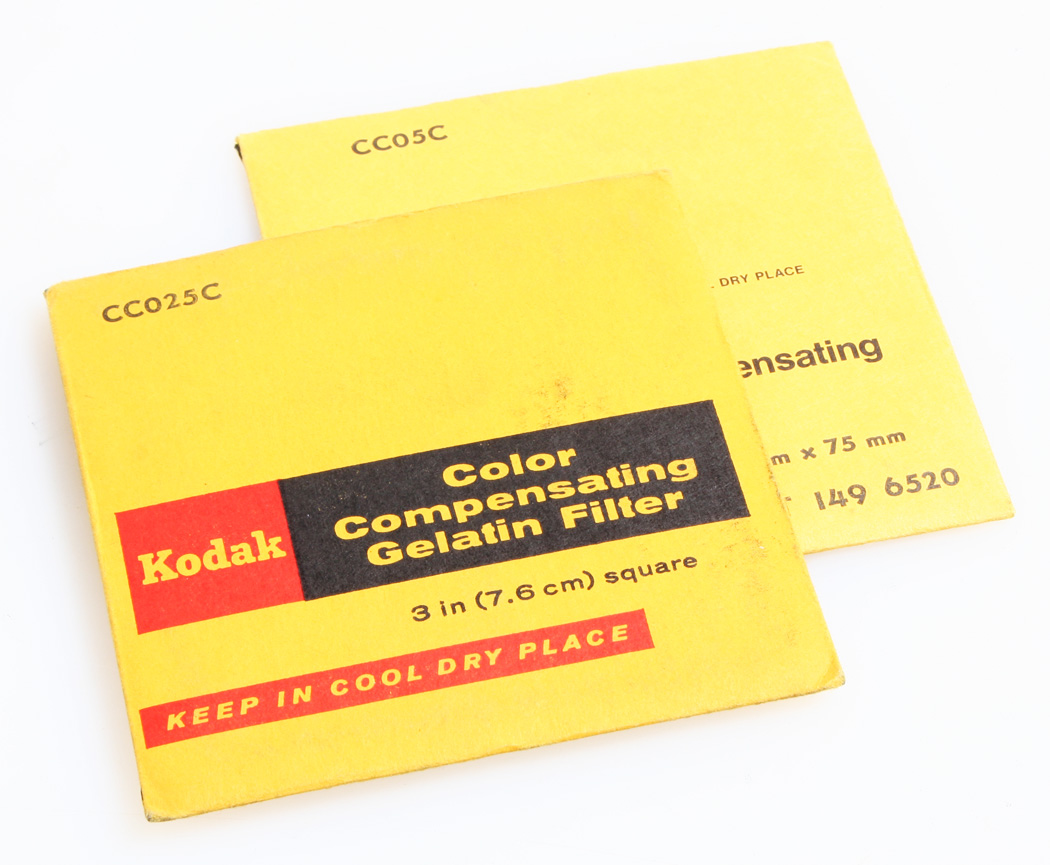 CC05C
DRY PLACE
ensating
m x 75 mm
149 6520
CC025C
Kodak
Color
Compensating
Gelatin Filter
3 in (7.6 cm) square
KEEP IN COOL DRY PLACE